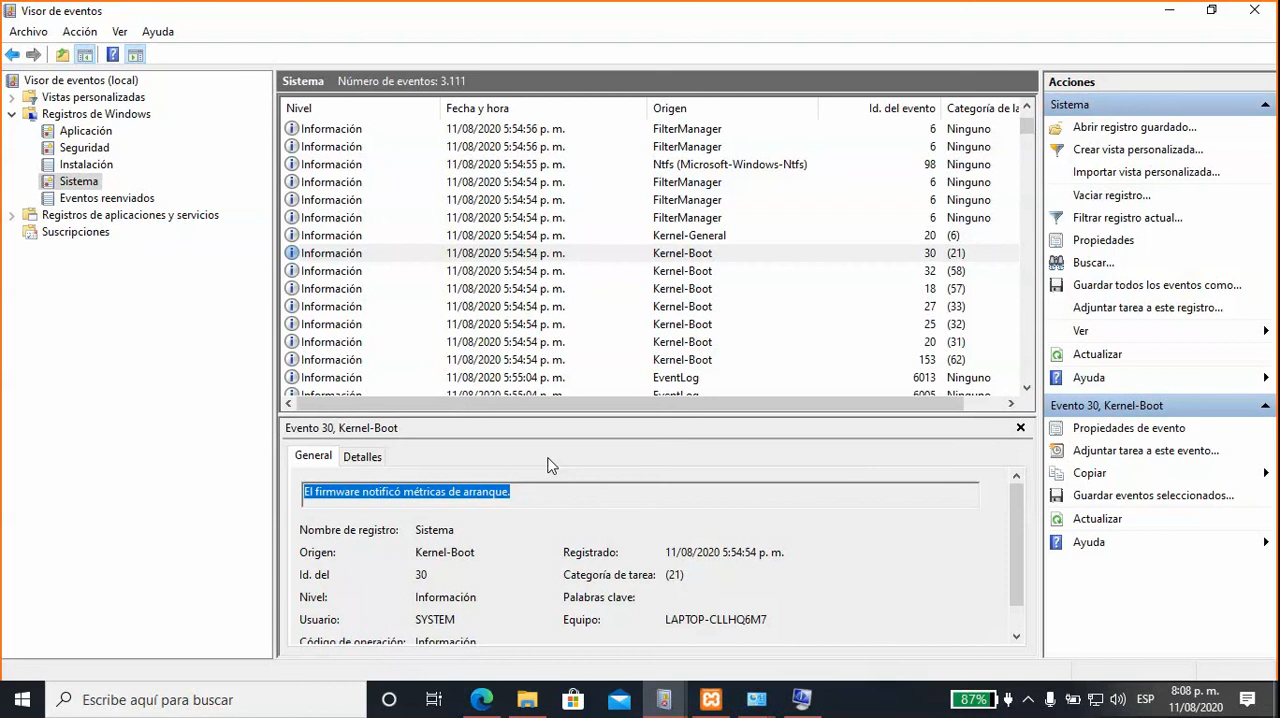 Visor de eventos
Archivo Acción Ver Ayuda
Visor de eventos (local)
Vistas personalizadas
Registros de Windows
Aplicación
Seguridad
Instalación
Sistema
Eventos reenviados
Registros de aplicaciones y servicios
Suscripciones
Sistema Número de eventos: 3.111
Nivel Fecha y hora Origen Id. del evento Categoría de la
Información 11/08/2020 5:54:56 p. m. FilterManager 6 Ninguno
Información 11/08/2020 5:54:56 p. m. FilterManager 6 Ninguno
Información 11/08/2020 5:54:55 p. m. Ntfs (Microsoft-Windows-Ntfs) 98 Ninguno
Información 11/08/2020 5:54:54 p. m. FilterManager 6 Ninguno
Información 11/08/2020 5:54:54 p. m. FilterManager 6 Ninguno
Información 11/08/2020 5:54:54 p. m. FilterManager 6 Ninguno
Información 11/08/2020 5:54:54 p. m. Kernel-General 20 (6)
Información 11/08/2020 5:54:54 p. m. Kernel-Boot 30 (21)
Información 11/08/2020 5:54:54 p. m. Kernel-Boot 32 (58)
Información 11/08/2020 5:54:54 p. m. Kernel-Boot 18 (57)
Información 11/08/2020 5:54:54 p. m. Kernel-Boot 27 (33)
Información 11/08/2020 5:54:54 p. m. Kernel-Boot 25 (32)
Información 11/08/2020 5:54:54 p. m. Kernel-Boot 20 (31)
Información 11/08/2020 5:54:54 p. m. Kernel-Boot 153 (62)
Información 11/08/2020 5:55:04 p. m. EventLog 6013 Ninguno
Información 11/08/2020 5:55:04 p. m. EventLog 6005 Ninguno
Evento 30, Kernel-Boot
General Detalles
El firmware notificó métricas de arranque.
Nombre de registro: Sistema
Origen: Kernel-Boot Registrado: 11/08/2020 5:54:54 p. m.
Id. del 30 Categoría de tarea: (21)
Nivel: Información Palabras clave:
Usuario: SYSTEM Equipo: LAPTOP-CLLHQ6M7
Código de operación: Información
Acciones
Sistema
Abrir registro guardado...
Crear vista personalizada...
Importar vista personalizada...
Vaciar registro...
Filtrar registro actual...
Propiedades
Buscar...
Guardar todos los eventos como...
Adjuntar tarea a este registro...
Ver
Actualizar
Ayuda
Evento 30, Kernel-Boot
Propiedades de evento
Adjuntar tarea a este evento...
Copiar
Guardar eventos seleccionados...
Actualizar
Ayuda
Escribe aquí para buscar
87%
ESP
8:08 p. m.
11/08/2020